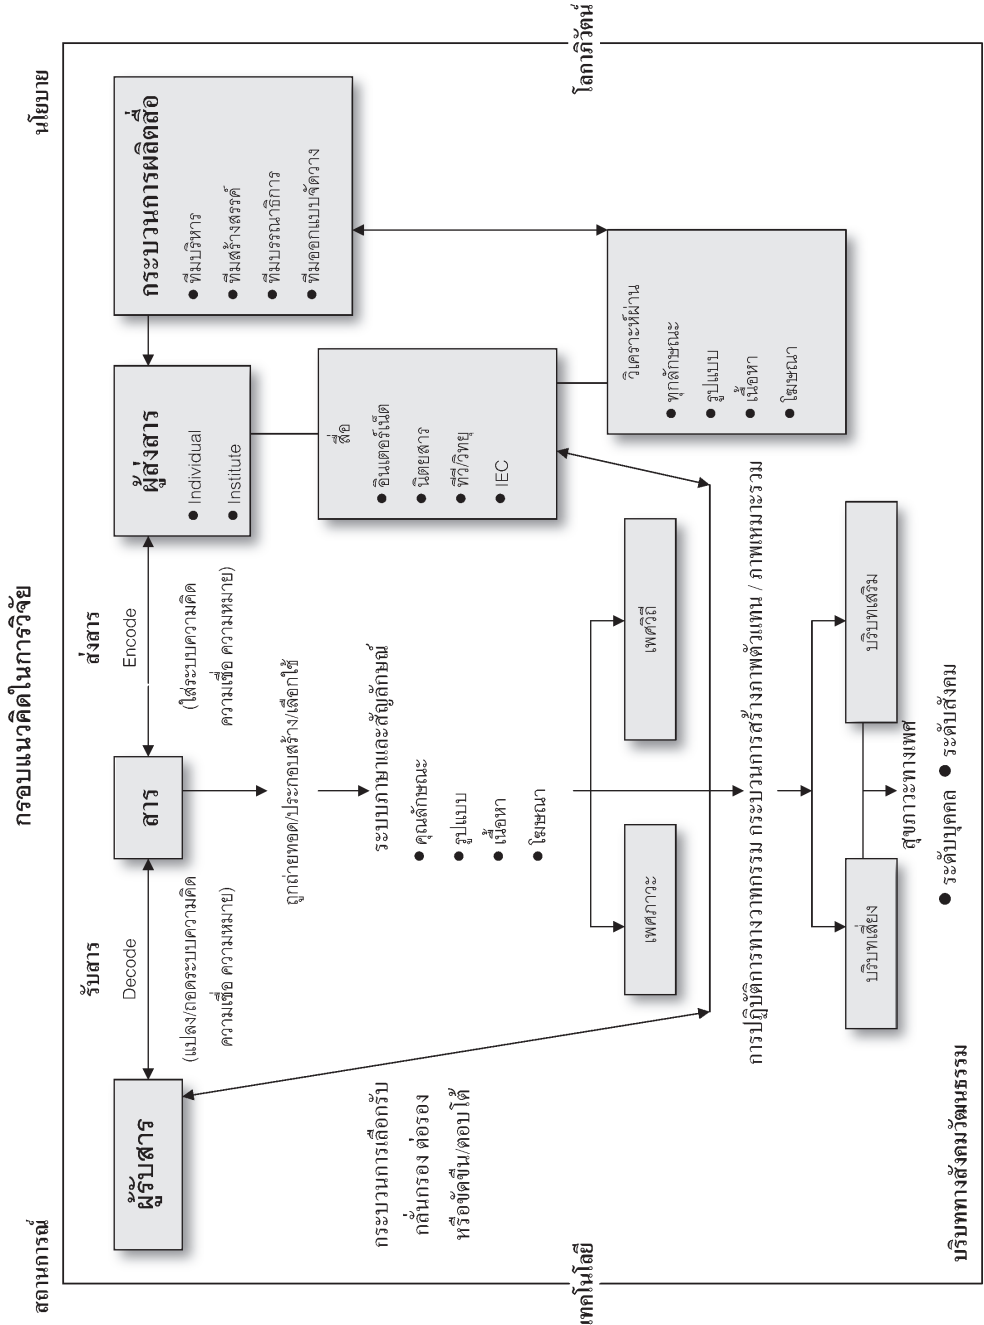 กรอบแนวคิดในการวิจัย
สถานการณ์
นโยบาย
รับสาร
ส่งสาร
ผู้รับสาร
Decode
สาร
Encode
ผู้ส่งสาร
● Individual
● Institute
กระบวนการผลิตสื่อ
● ทีมบริหาร
● ทีมสร้างสรรค์
● ทีมบรรณาธิการ
● ทีมออกแบบจัดวาง
(แปลง/ถอดระบบความคิด
ความเชื่อ ความหมาย)
(ใส่ระบบความคิด
ความเชื่อ ความหมาย)
ถูกถ่ายทอด/ประกอบสร้าง/เลือกใช้
สื่อ
● อินเตอร์เน็ต
● นิตยสาร
● ทีวี/วิทยุ
● IEC
กระบวนการเลือกรับ
กลั่นกรอง ต่อรอง
หรือขัดขืน/ตอบโต้
ระบบภาษาและสัญลักษณ์
● คุณลักษณะ
● รูปแบบ
● เนื้อหา
● โฆษณา
เทคโนโลยี
โลกาภิวัตน์
เพศภาวะ
เพศวิถี
วิเคราะห์ผ่าน
● ทุกลักษณะ
● รูปแบบ
● เนื้อหา
● โฆษณา
การปฏิบัติการทางวาทกรรม กระบวนการสร้างภาพตัวแทน / ภาพเหมาะรวม
บริบทเสี่ยง
บริบทเสริม
สุขภาวะทางเพศ
● ระดับบุคคล ● ระดับสังคม
บริบททางสังคมวัฒนธรรม